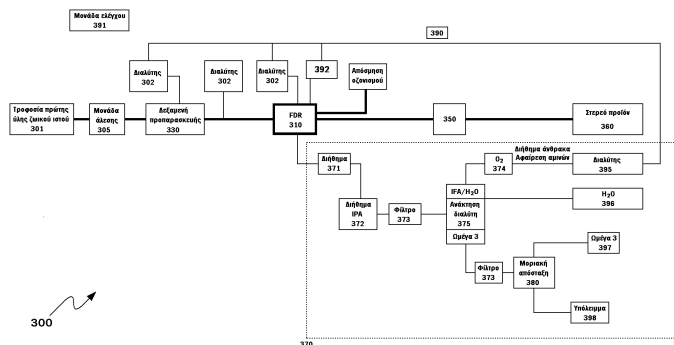 Μονάδα ελέγχου
391
390
Διαλύτης
302
Διαλύτης
302
Διαλύτης
302
392
Απόσμηση
οζονισμού
Τροφοσία πρώτης
ύλης ζωικού ιστού
301
Μονάδα
άλεσης
305
Δεξαμενή
προπαρασκευής
330
FDR
310
350
Στερεό προϊόν
360
Διήθημα
371
O2
374
Διήθημα άνθρακα
Αφαίρεση αμινών
Διαλύτης
395
Διήθημα
IPA
372
Φίλτρο
373
IFA/H2O
Ανάκτηση
διαλύτη
375
Ωμέγα 3
H2O
396
Φίλτρο
373
Μοριακή
απόσταξη
380
Ωμέγα 3
397
Υπόλειμμα
398
300
370